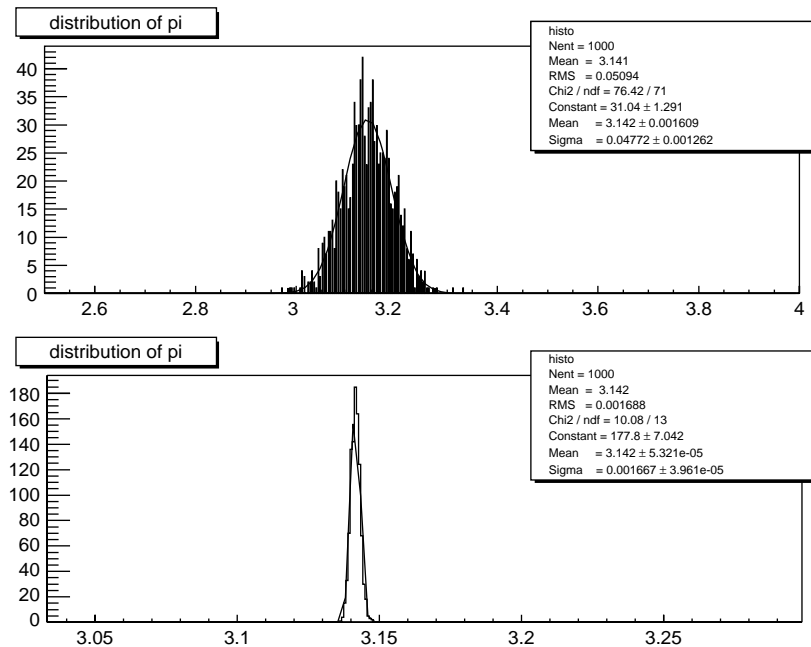 distribution of pi
histo
Nent = 1000
Mean = 3.141
RMS = 0.05094
Chi2 / ndf = 76.42 / 71
Constant = 31.04 ± 1.291
Mean = 3.142 ± 0.001609
Sigma = 0.04772 ± 0.001262
40
35
30
25
20
15
10
5
0
2.6 2.8 3 3.2 3.4 3.6 3.8 4
distribution of pi
histo
Nent = 1000
Mean = 3.142
RMS = 0.001688
Chi2 / ndf = 10.08 / 13
Constant = 177.8 ± 7.042
Mean = 3.142 ± 5.321e-05
Sigma = 0.001667 ± 3.961e-05
180
160
140
120
100
80
60
40
20
0
3.05 3.1 3.15 3.2 3.25